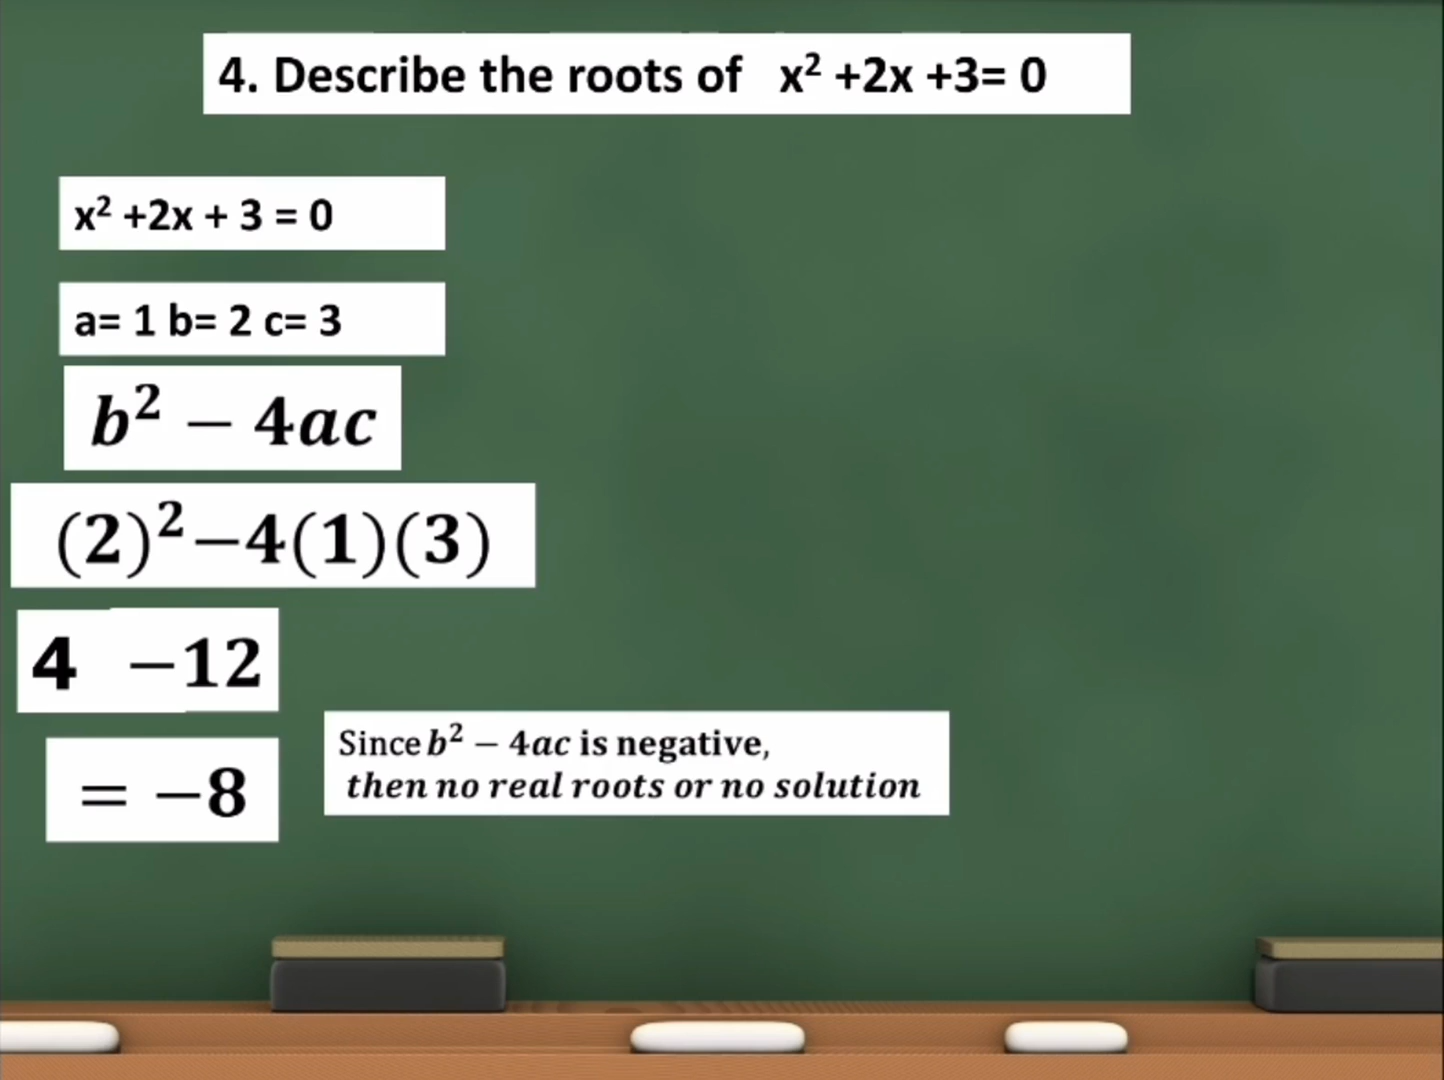 4. Describe the roots of x² +2x +3= 0
x² +2x + 3 = 0
a= 1 b= 2 c= 3
b² − 4ac
(2)²−4(1)(3)
4 −12
= −8
Since b² − 4ac is negative,
then no real roots or no solution